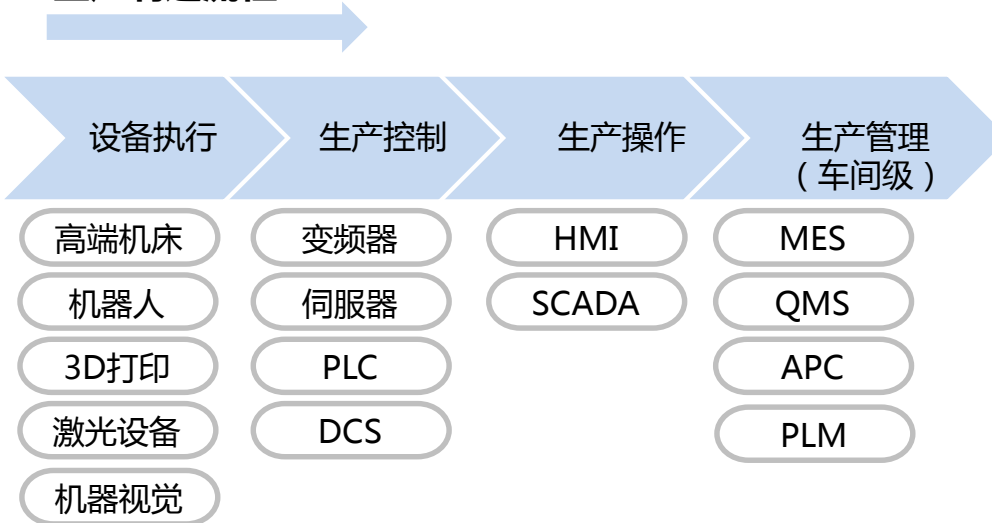 设备执行
生产控制
生产操作
生产管理
（车间级）
高端机床
变频器
HMI
MES
机器人
伺服器
SCADA
QMS
3D打印
PLC
APC
激光设备
DCS
PLM
机器视觉